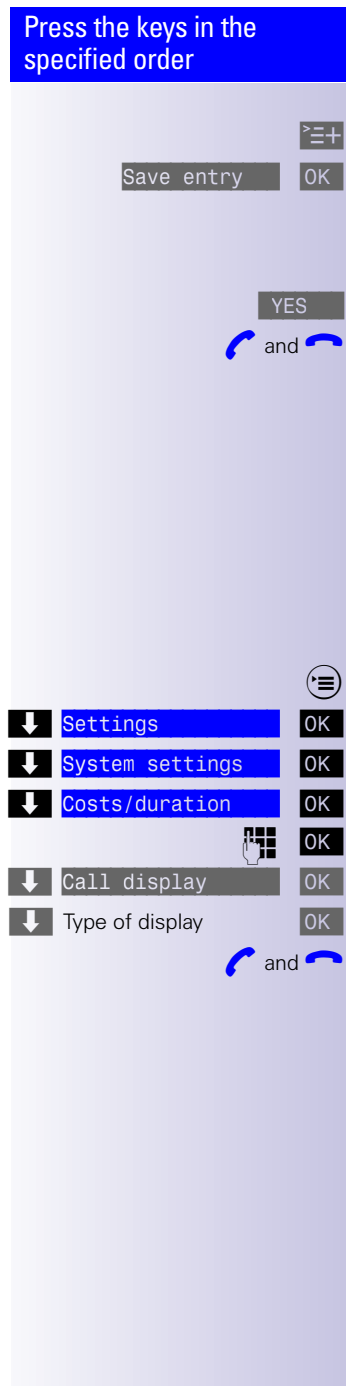 Press the keys in the
specified order
Save entry OK
YES
and
Settings OK
System settings OK
Costs/duration OK
OK
Call display OK
Type of display OK
and